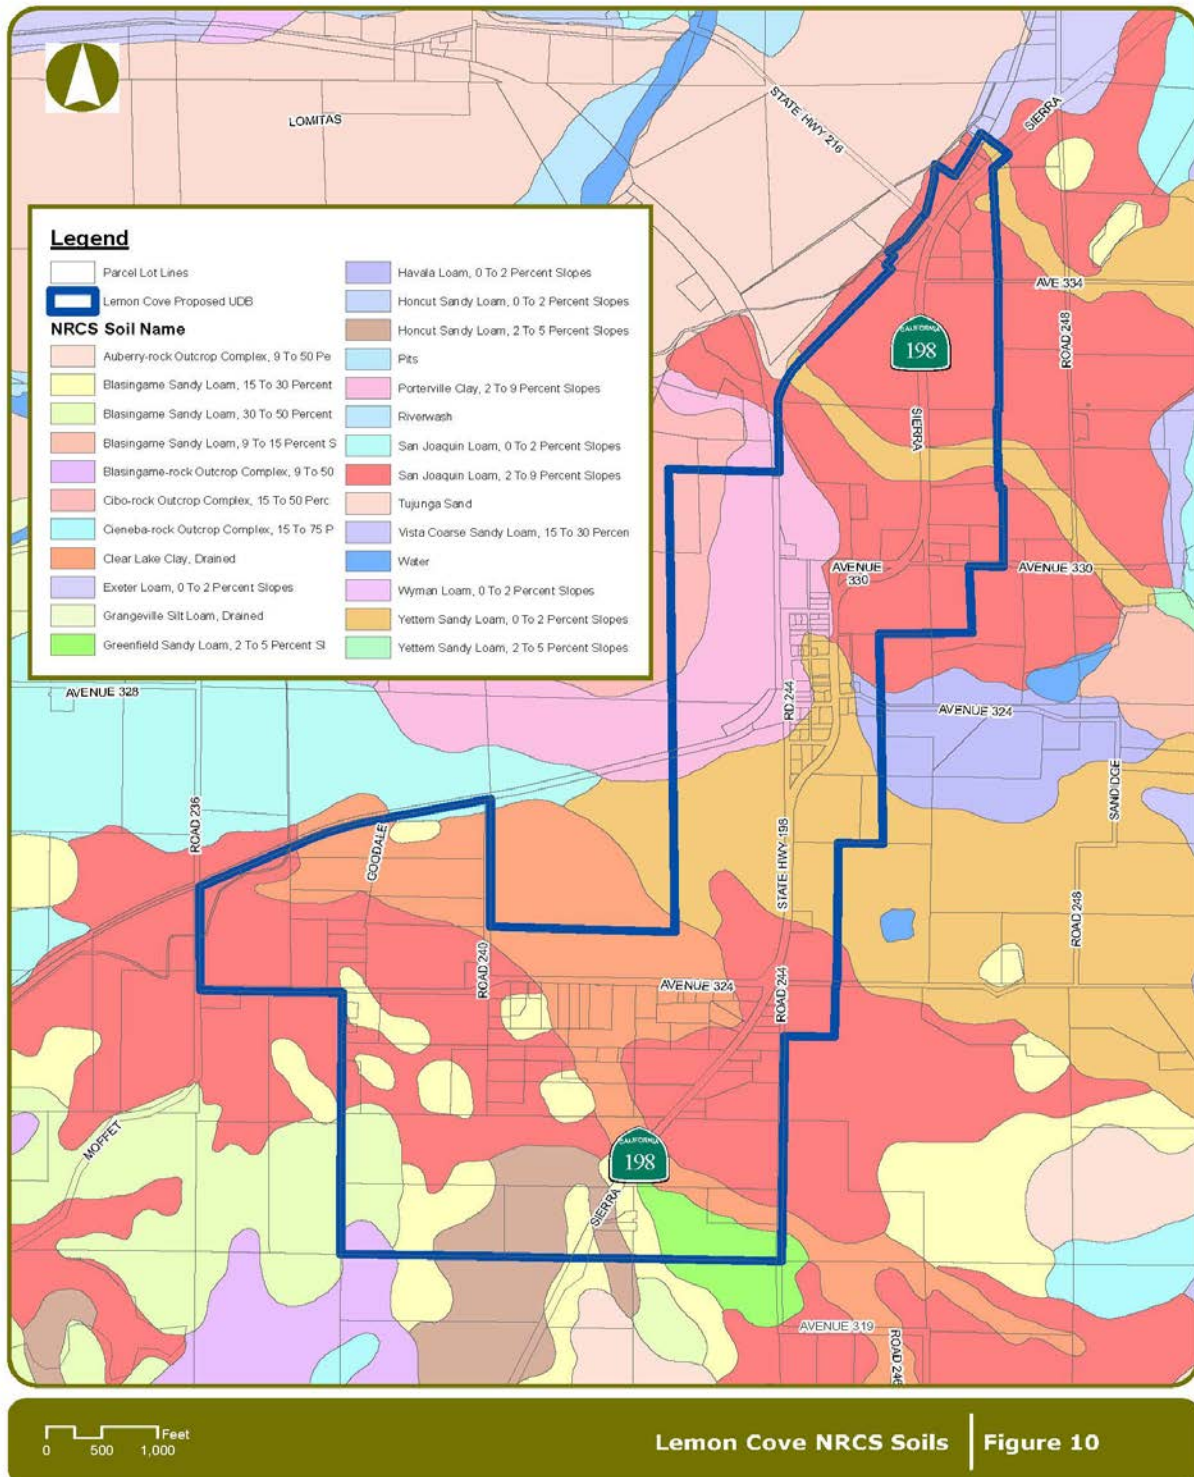 LOMITAS
STATE HWY 216
SIERRA
Legend
Parcel Lot Lines
Lemon Cove Proposed UDB
NRCS Soil Name
Auberry-rock Outcrop Complex, 9 To 50 Pe
Blasingame Sandy Loam, 15 To 30 Percent
Blasingame Sandy Loam, 30 To 50 Percent
Blasingame Sandy Loam, 9 To 15 Percent S
Blasingame-rock Outcrop Complex, 9 To 50
Cibo-rock Outcrop Complex, 15 To 50 Perc
Cieneba-rock Outcrop Complex, 15 To 75 P
Clear Lake Clay, Drained
Exeter Loam, 0 To 2 Percent Slopes
Grangeville Silt Loam, Drained
Greenfield Sandy Loam, 2 To 5 Percent Sl
Havala Loam, 0 To 2 Percent Slopes
Honcut Sandy Loam, 0 To 2 Percent Slopes
Honcut Sandy Loam, 2 To 5 Percent Slopes
Pits
Porterville Clay, 2 To 9 Percent Slopes
Riverwash
San Joaquin Loam, 0 To 2 Percent Slopes
San Joaquin Loam, 2 To 9 Percent Slopes
Tujunga Sand
Vista Coarse Sandy Loam, 15 To 30 Percen
Water
Wyman Loam, 0 To 2 Percent Slopes
Yettem Sandy Loam, 0 To 2 Percent Slopes
Yettem Sandy Loam, 2 To 5 Percent Slopes
AVE 334
ROAD 248
CALIFORNIA
198
SIERRA
AVENUE
330
AVENUE 330
AVENUE 328
RD 244
AVENUE 324
SANDIDGE
ROAD 236
GOODALE
STATE HWY 198
ROAD 248
ROAD 240
AVENUE 324
ROAD 244
MOFFET
CALIFORNIA
198
SIERRA
AVENUE 319
ROAD 246
Feet
0 500 1,000
Lemon Cove NRCS Soils
Figure 10